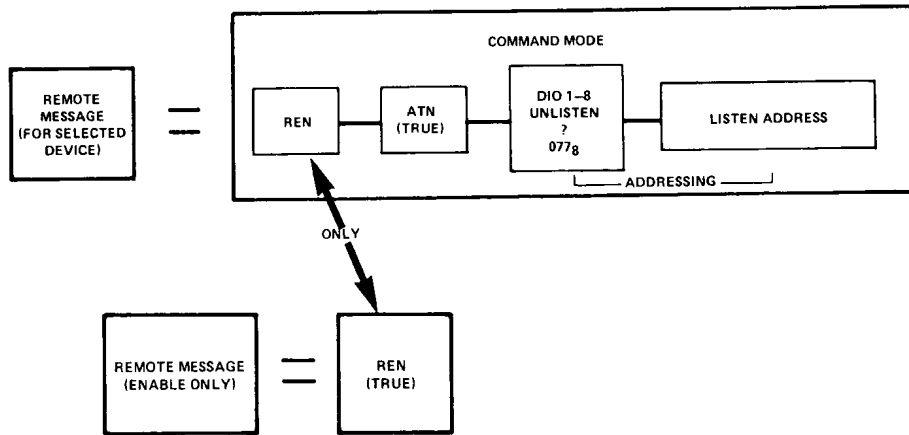 COMMAND MODE
REMOTE
MESSAGE
(FOR SELECTED
DEVICE)
REN
ATN
(TRUE)
DIO 1–8
UNLISTEN
?
077₈
LISTEN ADDRESS
ADDRESSING
ONLY
REMOTE MESSAGE
(ENABLE ONLY)
REN
(TRUE)